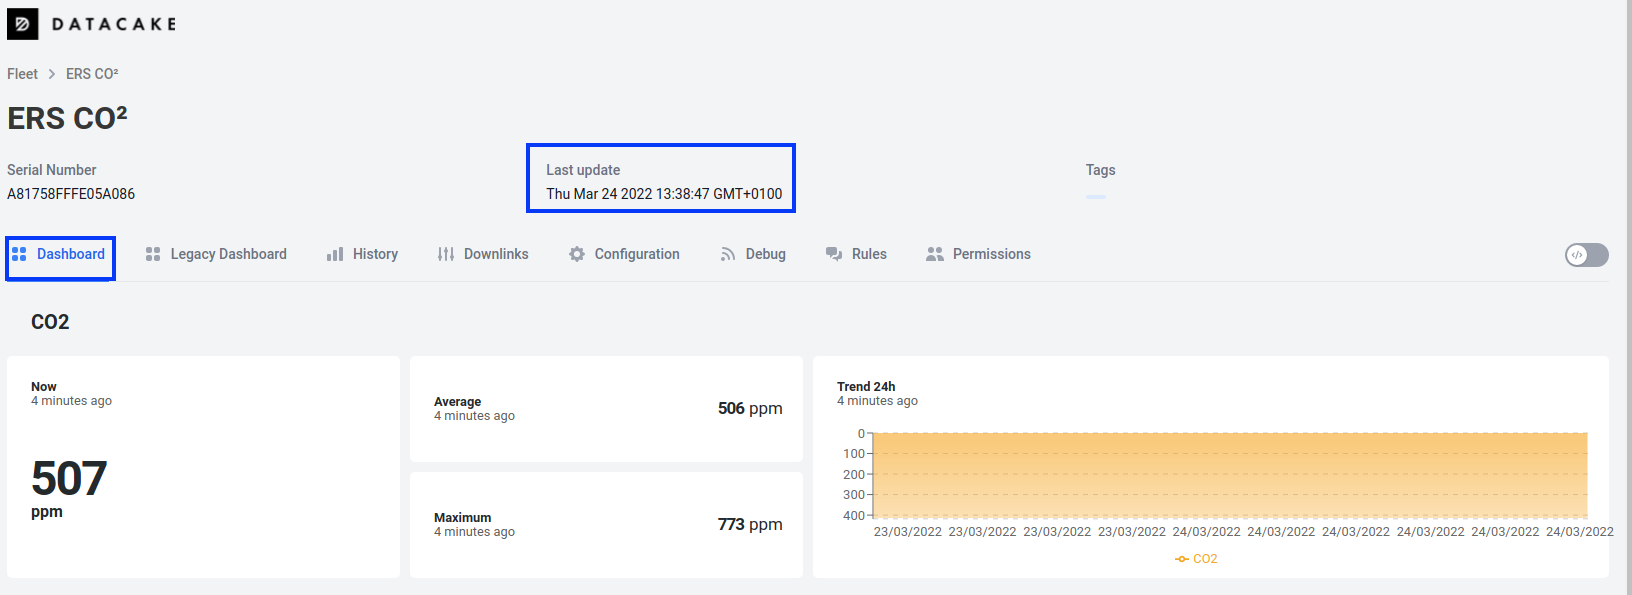 DATACAKE
Fleet > ERS CO²
ERS CO²
Serial Number
A81758FFFE05A086
Last update
Thu Mar 24 2022 13:38:47 GMT+0100
Tags
Dashboard Legacy Dashboard History Downlinks Configuration Debug Rules Permissions </>
CO2
Now
4 minutes ago
507
ppm
Average
4 minutes ago
506 ppm
Maximum
4 minutes ago
773 ppm
Trend 24h
4 minutes ago
0
100
200
300
400
23/03/2022 23/03/2022 23/03/2022 23/03/2022 24/03/2022 24/03/2022 24/03/2022 24/03/2022 24/03/2022 24/03/2022
CO2